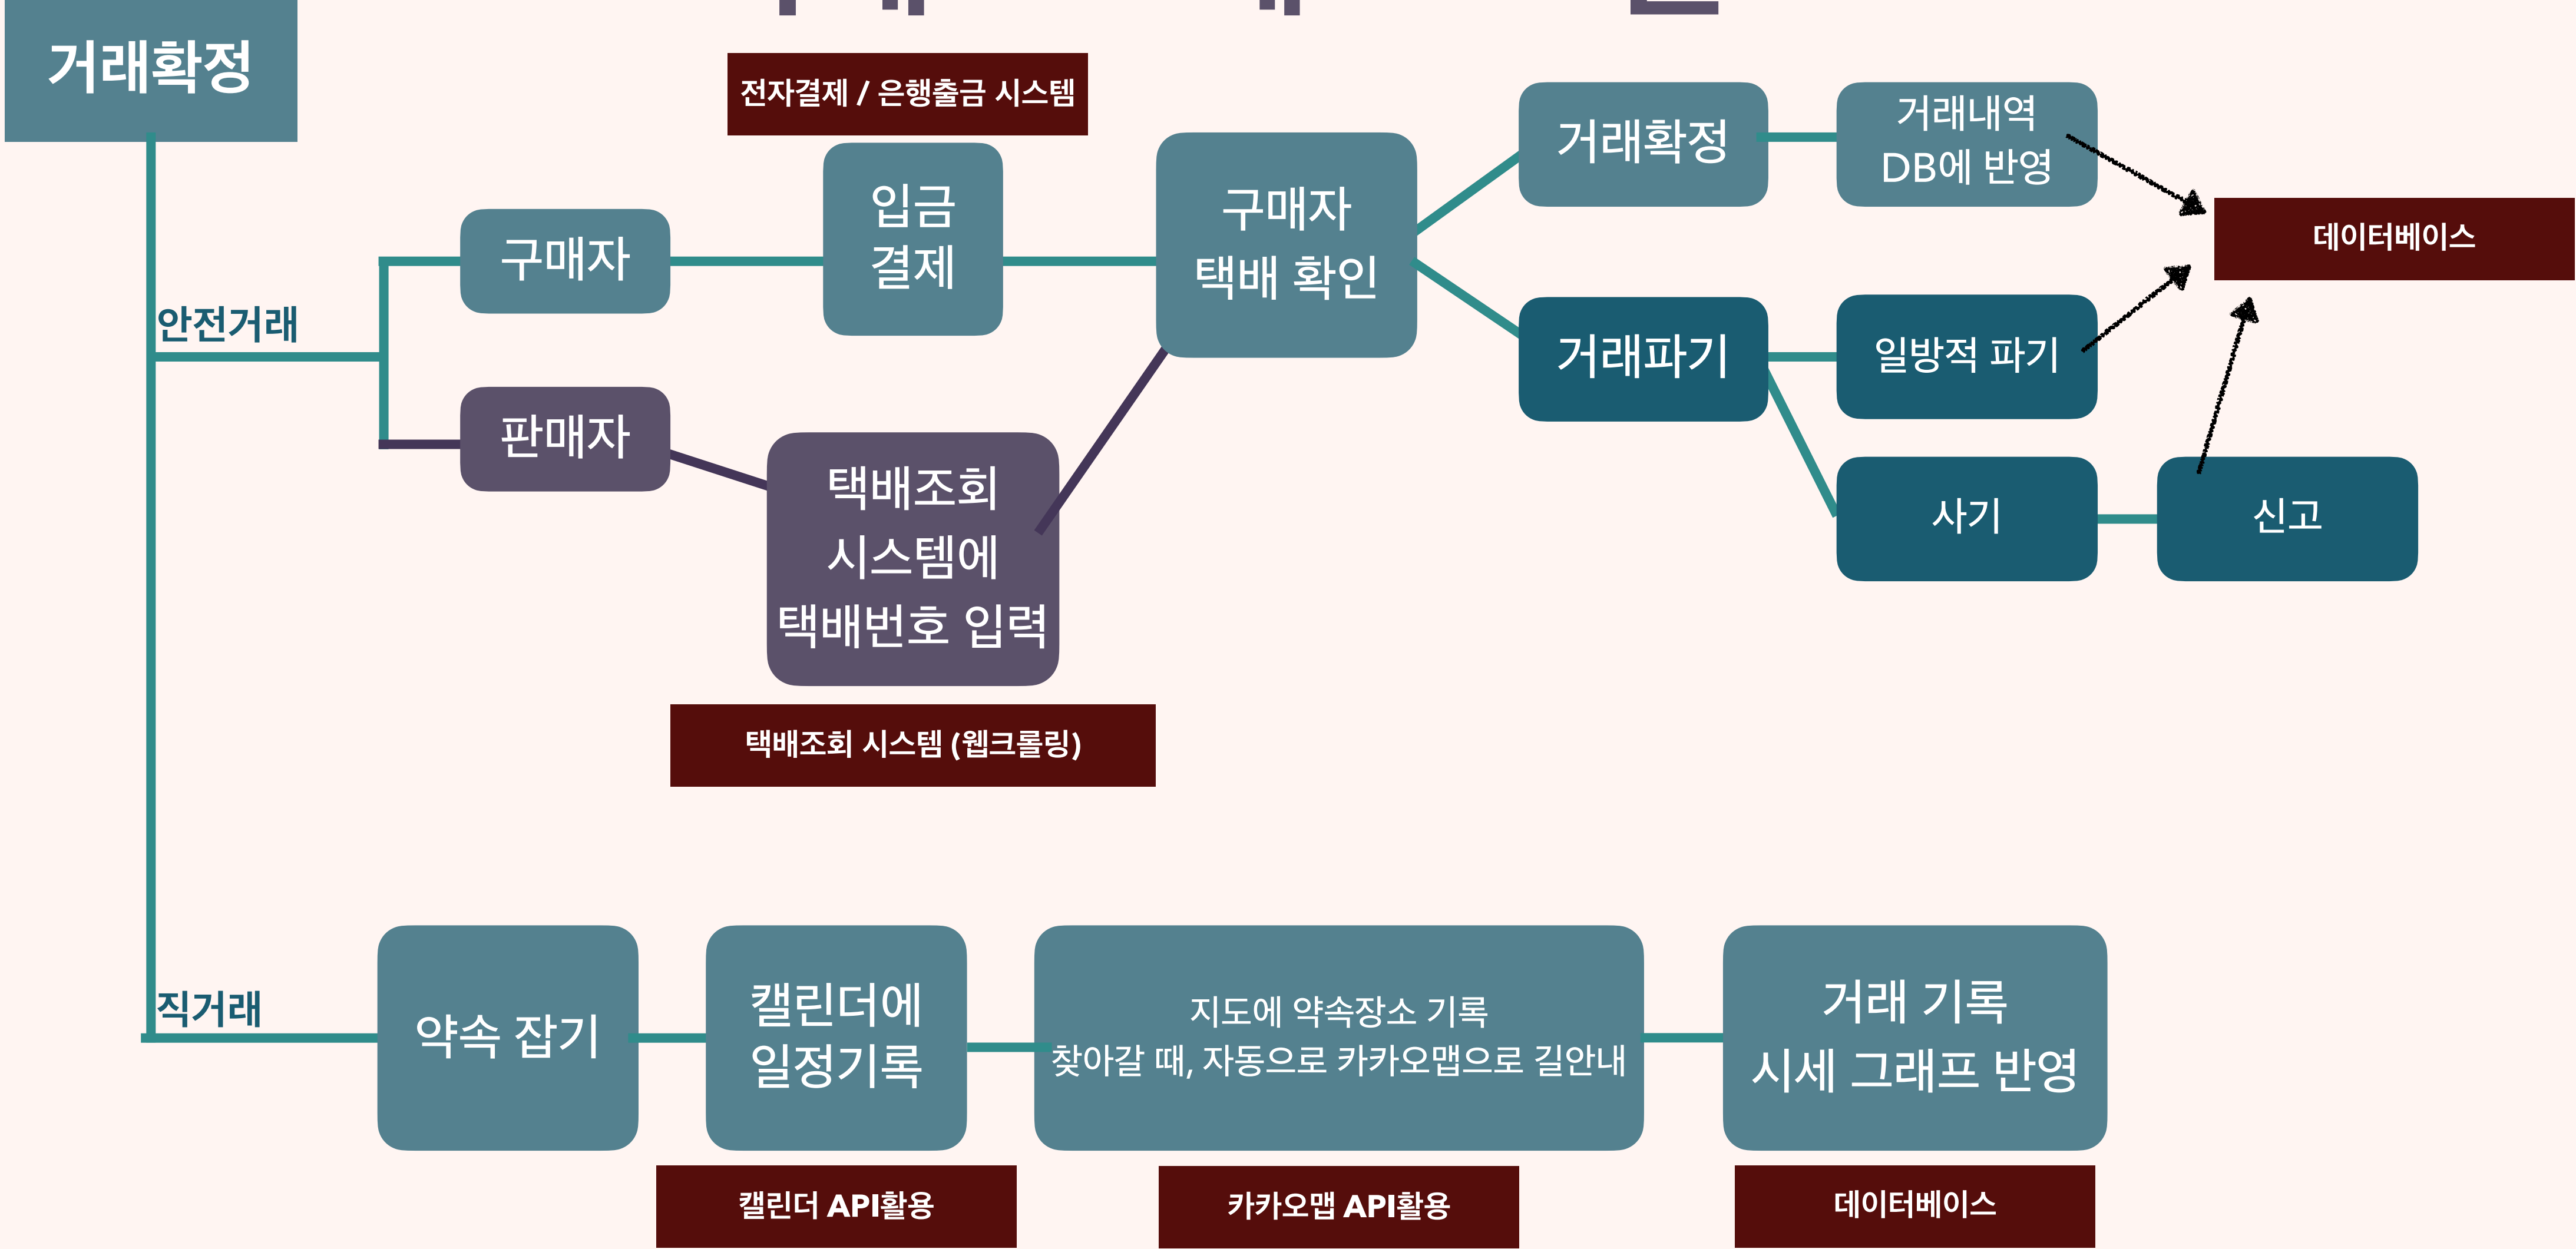 거래확정
전자결제 / 은행출금 시스템
입금
결제
구매자
안전거래
판매자
택배조회
시스템에
택배번호 입력
택배조회 시스템 (웹크롤링)
구매자
택배 확인
거래확정
거래내역
DB에 반영
데이터베이스
거래파기
일방적 파기
사기
신고
직거래
약속 잡기
캘린더에
일정기록
지도에 약속장소 기록
찾아갈 때, 자동으로 카카오맵으로 길안내
거래 기록
시세 그래프 반영
캘린더 API활용
카카오맵 API활용
데이터베이스